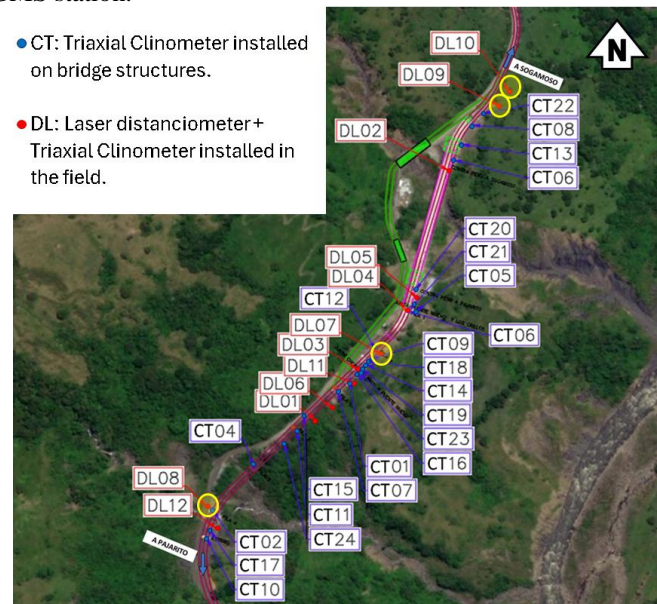 GMS station.
CT: Triaxial Clinometer installed
on bridge structures.
DL: Laser distanciometer +
Triaxial Clinometer installed in
the field.
N
DL10
A SOGAMOSO
DL09
CT22
DL02
CT08
CT13
CT06
CT20
DL05
CT21
DL04
CT05
CT12
CT06
DL07
DL03
CT09
DL11
CT18
DL06
CT14
DL01
CT19
CT04
CT23
CT16
CT01
CT07
DL08
CT15
DL12
CT11
CT24
A PAJARITO
CT02
CT17
CT10